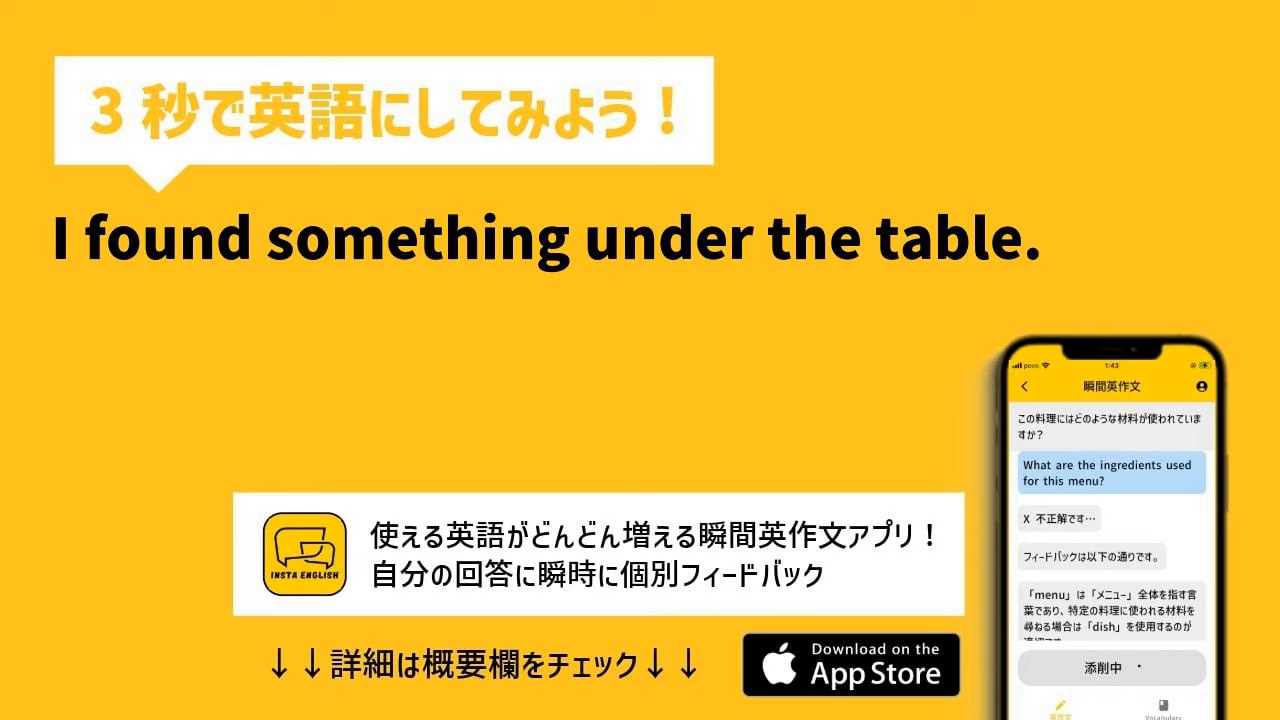 3 秒で英語にしてみよう！
I found something under the table.
povo 1:43
瞬間英作文
この料理にはどのような材料が使われていま
すか？
What are the ingredients used
for this menu?
X 不正解です…
フィードバックは以下の通りです。
「menu」は「メニュー」全体を指す言
葉であり、特定の料理に使われる材料を
尋ねる場合は「dish」を使用するのが
添削中
英作文
Vocabulary
INSTA ENGLISH
使える英語がどんどん増える瞬間英作文アプリ！
自分の回答に瞬時に個別フィードバック
↓↓詳細は概要欄をチェック↓↓
Download on the
App Store